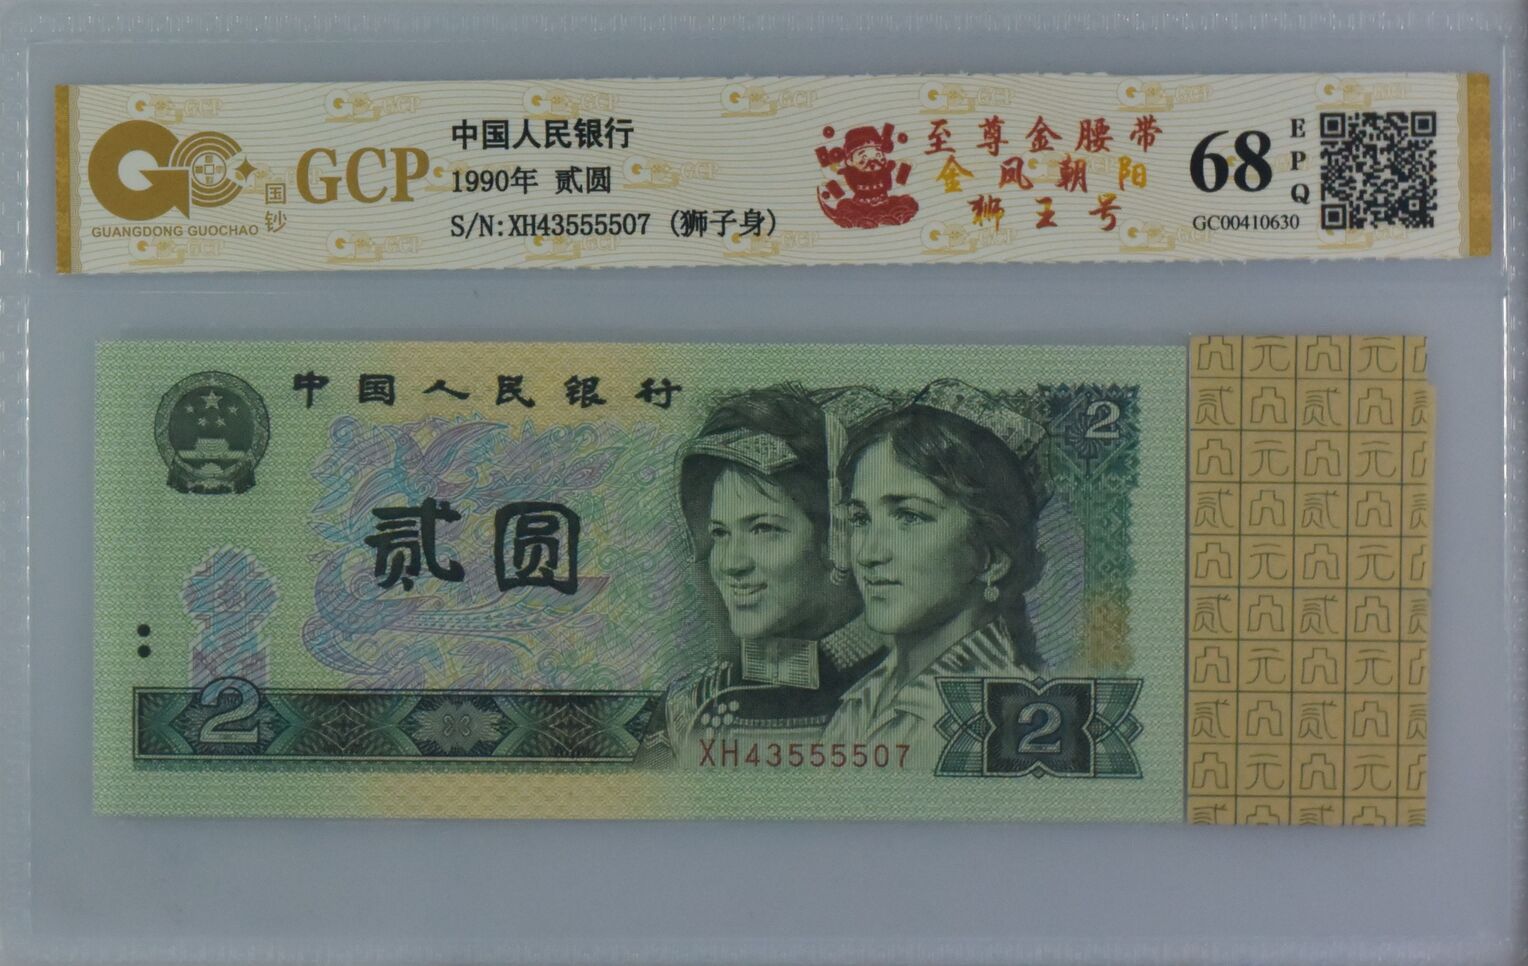 GCP
国钞
GUANGDONG GUOCHAO
中国人民银行
1990年 贰圆
S/N:XH43555507 (狮子身)
至尊金腰带
金凤朝阳
狮王号
68
EPQ
GC00410630
中国人民银行
贰圆
2
2
2
XH43555507